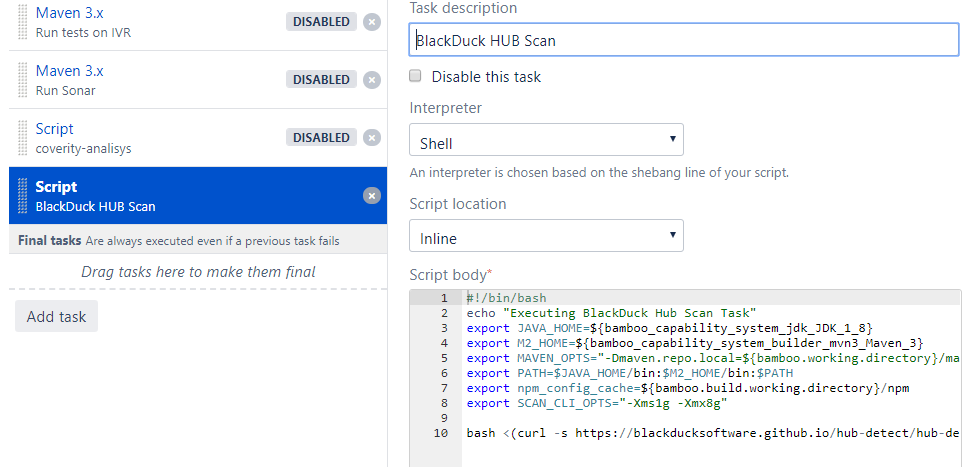 Maven 3.x
Run tests on IVR
DISABLED
Maven 3.x
Run Sonar
DISABLED
Script
coverity-analisys
DISABLED
Script
BlackDuck HUB Scan
Final tasks Are always executed even if a previous task fails
Drag tasks here to make them final
Add task
Task description
BlackDuck HUB Scan
Disable this task
Interpreter
Shell
An interpreter is chosen based on the shebang line of your script.
Script location
Inline
Script body*
1 #!/bin/bash
2 echo "Executing BlackDuck Hub Scan Task"
3 export JAVA_HOME=${bamboo_capability_system_jdk_JDK_1_8}
4 export M2_HOME=${bamboo_capability_system_builder_mvn3_Maven_3}
5 export MAVEN_OPTS="-Dmaven.repo.local=${bamboo.working.directory}/ma
6 export PATH=$JAVA_HOME/bin:$M2_HOME/bin:$PATH
7 export npm_config_cache=${bamboo.build.working.directory}/npm
8 export SCAN_CLI_OPTS="-Xms1g -Xmx8g"
9
10 bash <(curl -s https://blackducksoftware.github.io/hub-detect/hub-de